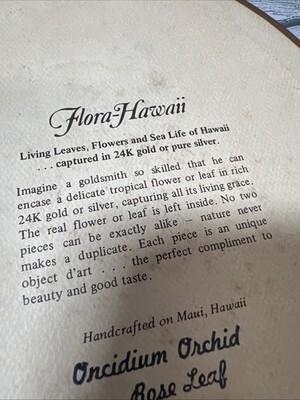 Flora-Hawaii
Living Leaves, Flowers and Sea Life of Hawaii
. . . captured in 24K gold or pure silver.
Imagine a goldsmith so skilled that he can
encase a delicate tropical flower or leaf in rich
24K gold or silver, capturing all its living grace.
The real flower or leaf is left inside. No two
pieces can be exactly alike – nature never
makes a duplicate. Each piece is an unique
object d'art . . . the perfect compliment to
beauty and good taste.
Handcrafted on Maui, Hawaii
Oncidium Orchid
Rose Leaf